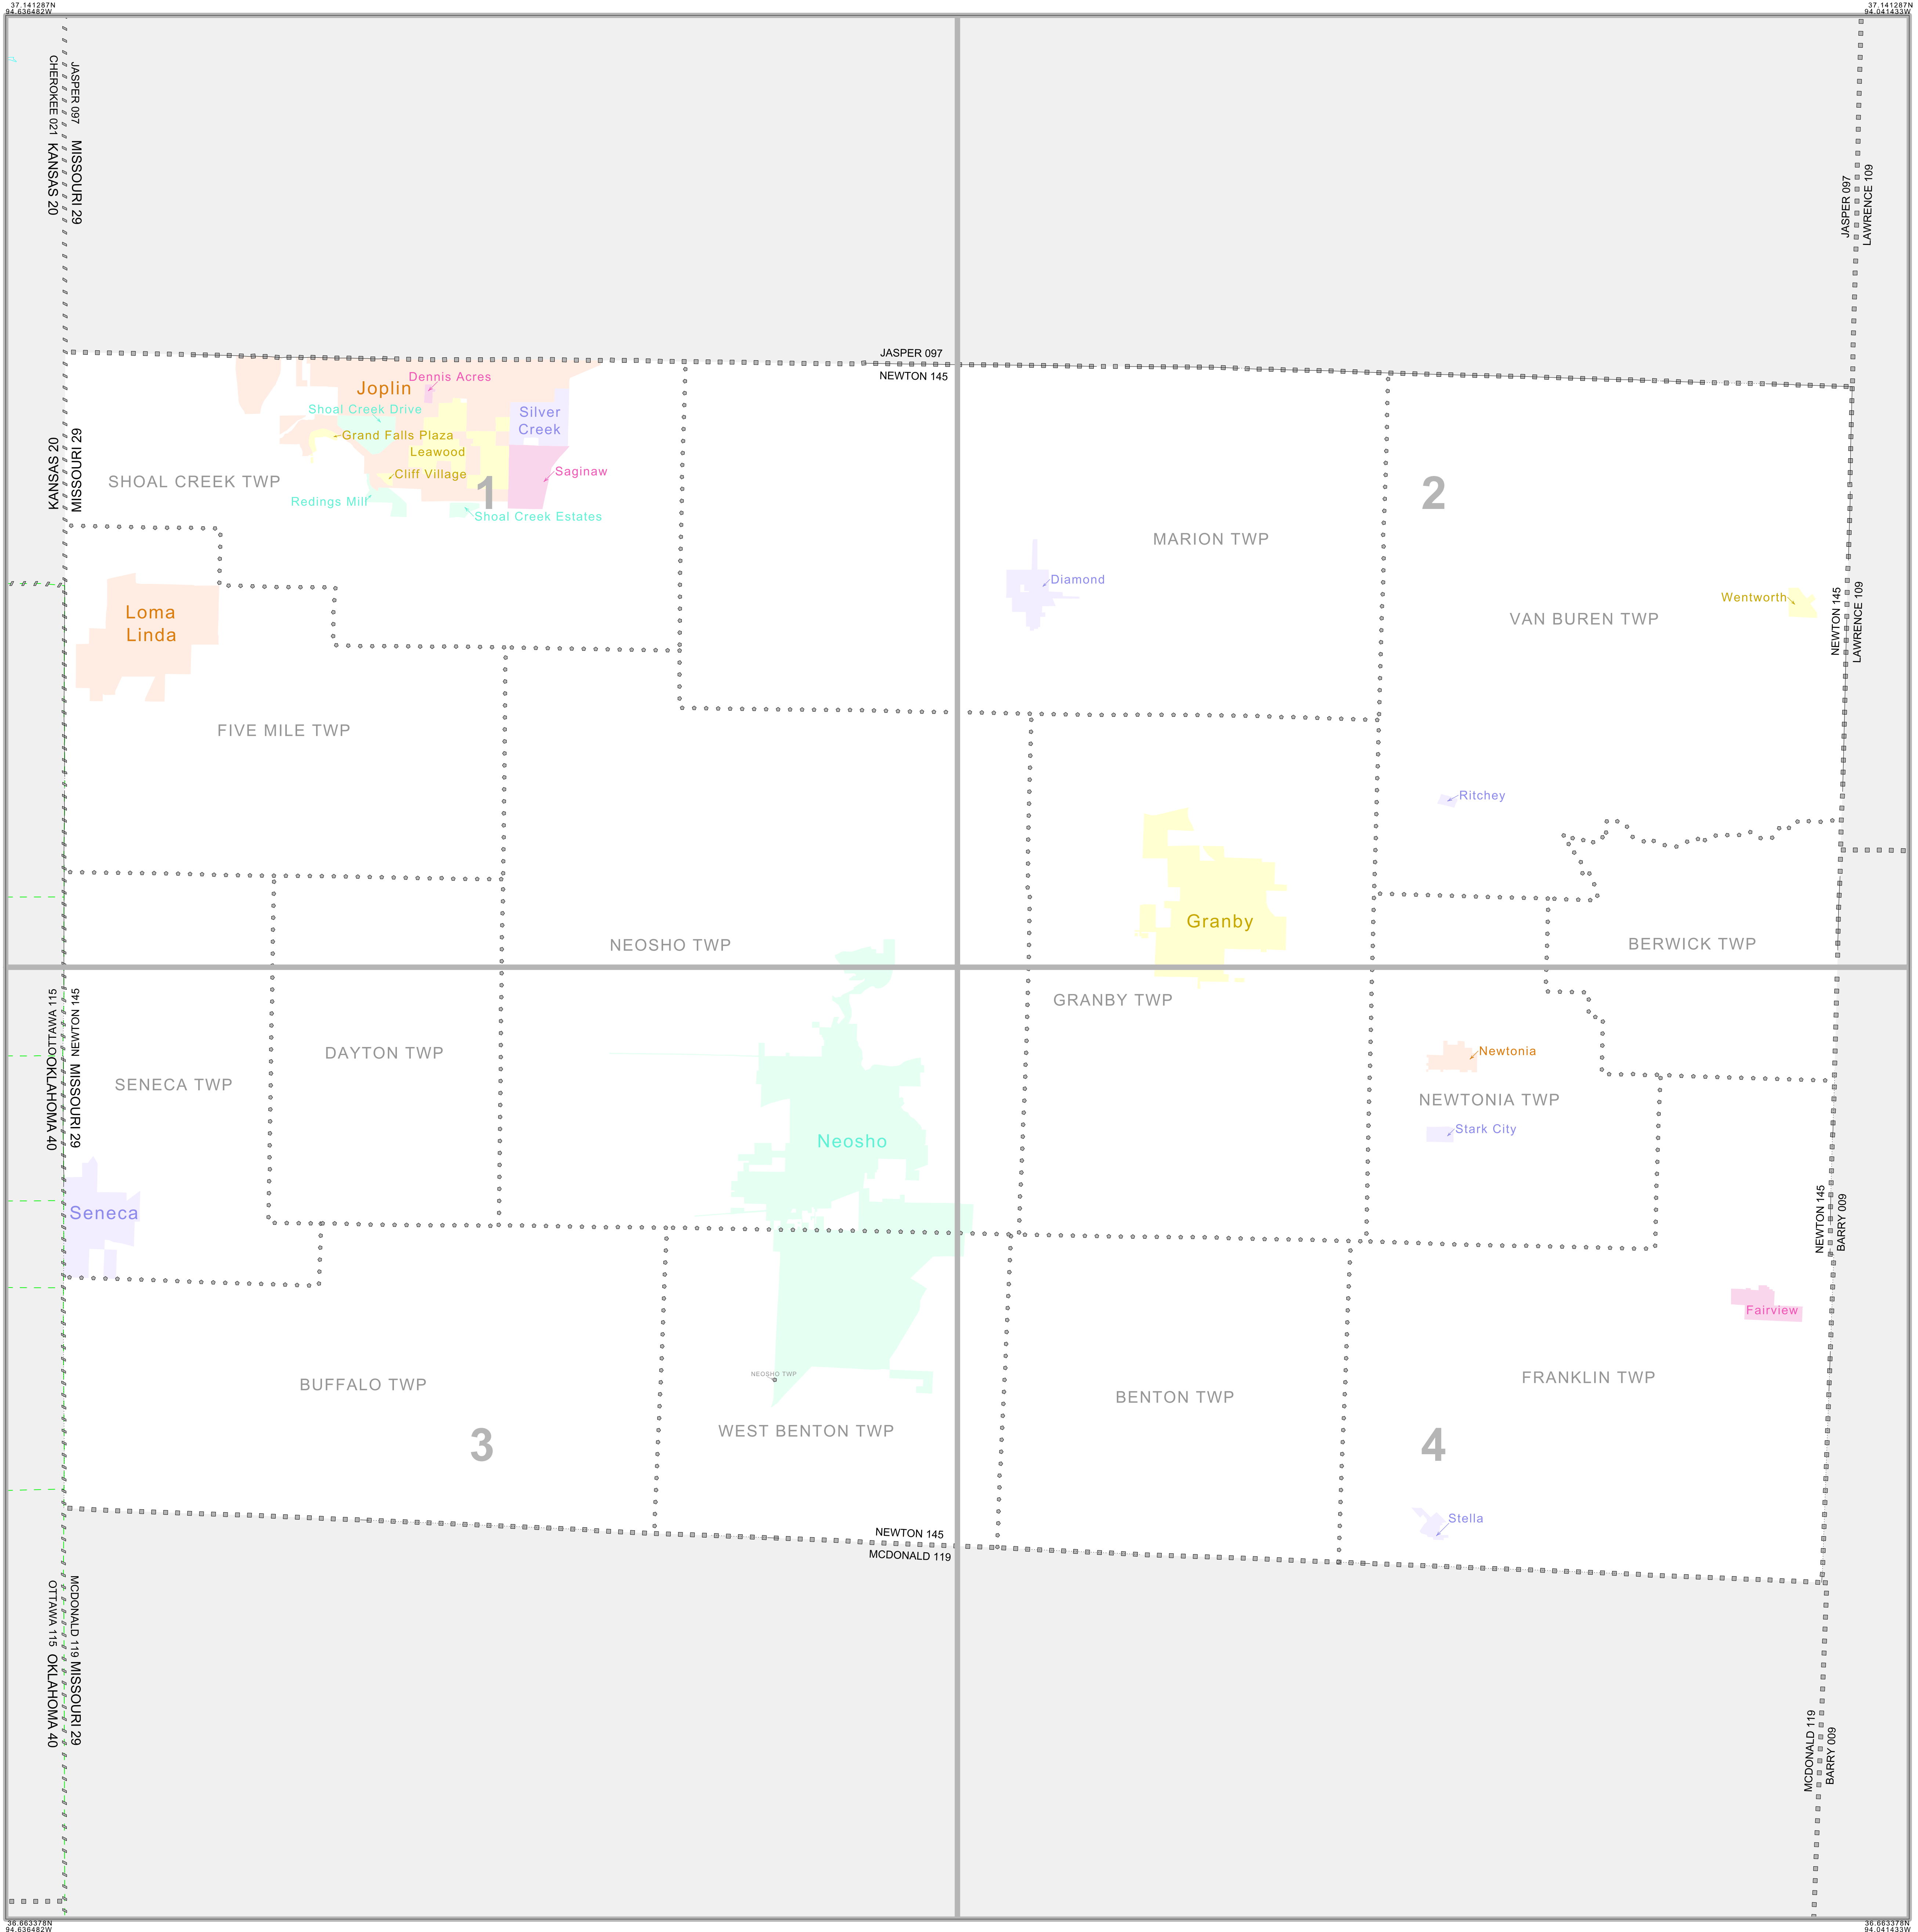 37.141287N
94.636482W
37.141287N
94.041433W
CHEROKEE 021 KANSAS 20
JASPER 097 MISSOURI 29
JASPER 097
LAWRENCE 109
JASPER 097
NEWTON 145
Joplin
Dennis Acres
Shoal Creek Drive
Silver
Creek
Grand Falls Plaza
Leawood
Cliff Village
Saginaw
Redings Mill
Shoal Creek Estates
1
2
KANSAS 20
MISSOURI 29
SHOAL CREEK TWP
MARION TWP
Diamond
Loma
Linda
Wentworth
VAN BUREN TWP
NEWTON 145
LAWRENCE 109
FIVE MILE TWP
Ritchey
Granby
NEOSHO TWP
BERWICK TWP
GRANBY TWP
OTTAWA 115 OKLAHOMA 40
NEWTON 145 MISSOURI 29
DAYTON TWP
SENECA TWP
Newtonia
NEWTONIA TWP
Stark City
Neosho
Seneca
NEWTON 145
BARRY 009
Fairview
NEOSHO TWP
BUFFALO TWP
FRANKLIN TWP
BENTON TWP
WEST BENTON TWP
3
4
Stella
NEWTON 145
MCDONALD 119
OTTAWA 115 OKLAHOMA 40
MCDONALD 119 MISSOURI 29
MCDONALD 119
BARRY 009
36.663378N
94.636482W
36.663378N
94.041433W